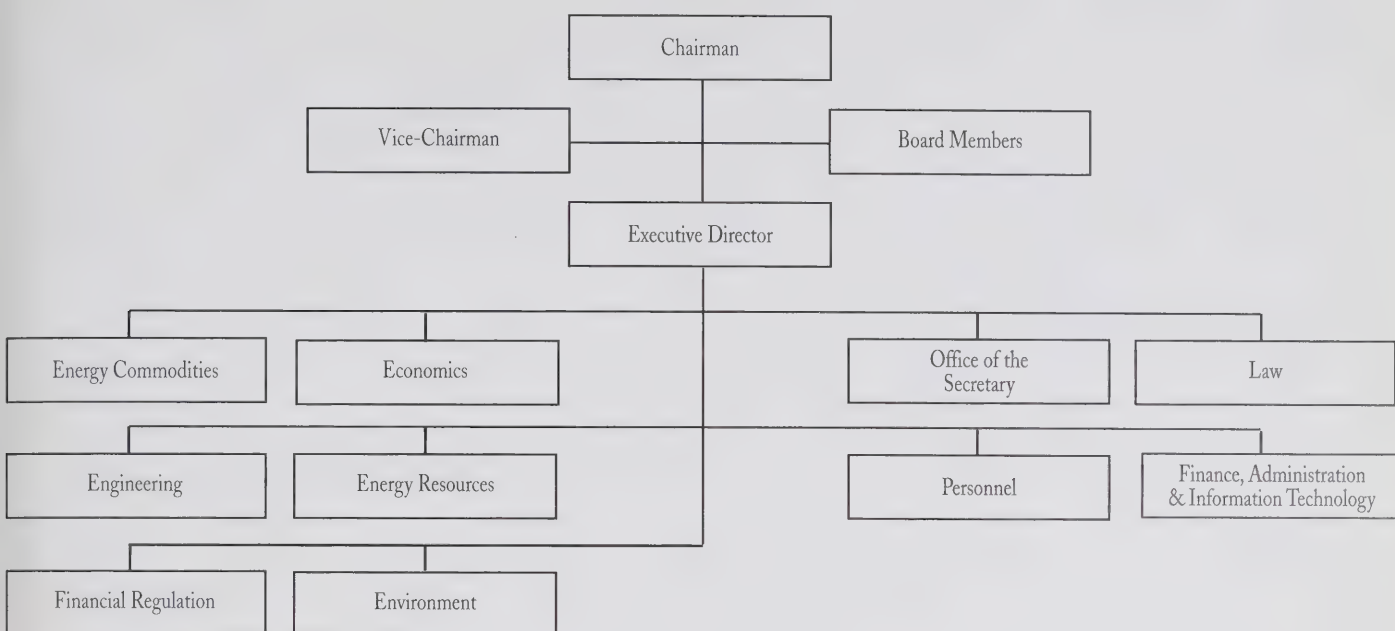 Chairman
Vice-Chairman
Board Members
Executive Director
Energy Commodities
Economics
Office of the
Secretary
Law
Engineering
Energy Resources
Personnel
Finance, Administration
& Information Technology
Financial Regulation
Environment